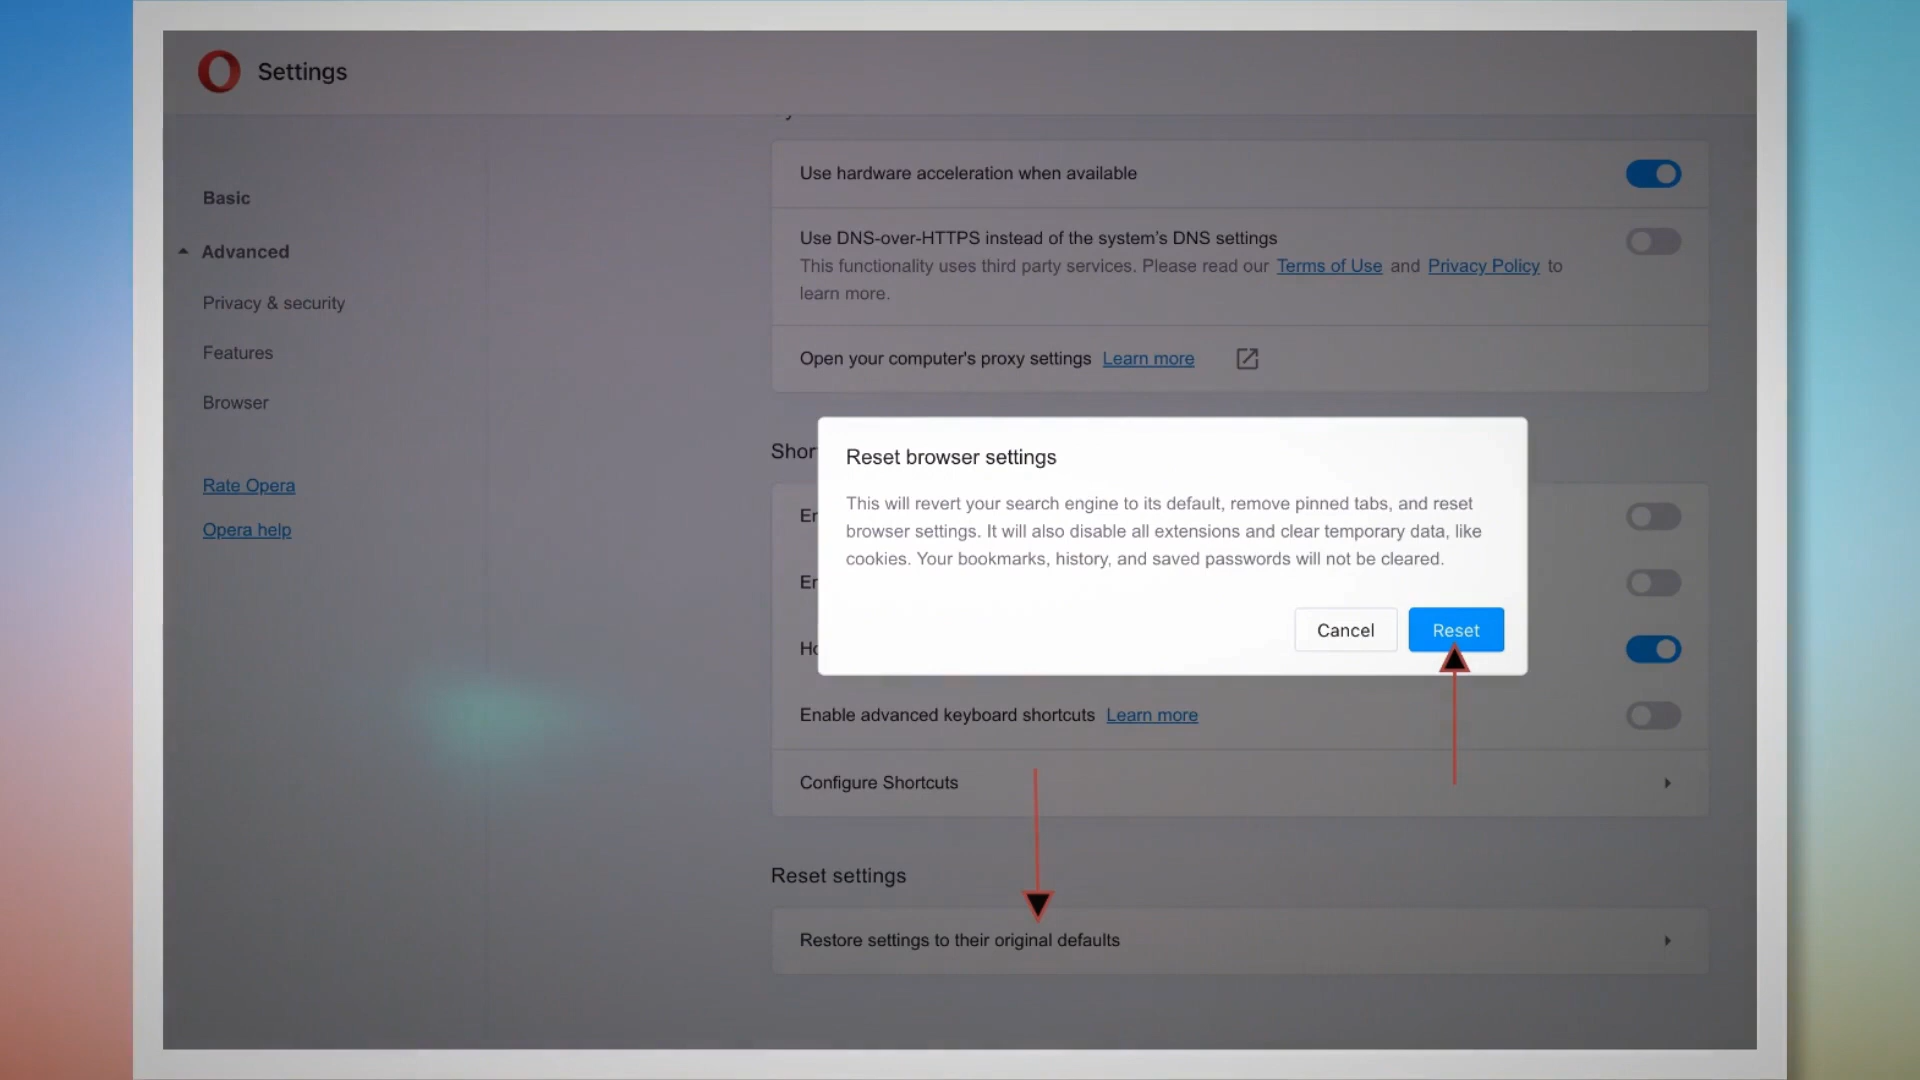 Settings
Basic
Advanced
Privacy & security
Features
Browser
Rate Opera
Opera help
Use hardware acceleration when available
Use DNS-over-HTTPS instead of the system's DNS settings
This functionality uses third party services. Please read our Terms of Use and Privacy Policy to
learn more.
Open your computer's proxy settings Learn more
Shor
Reset browser settings
This will revert your search engine to its default, remove pinned tabs, and reset
browser settings. It will also disable all extensions and clear temporary data, like
cookies. Your bookmarks, history, and saved passwords will not be cleared.
Cancel
Reset
Enable advanced keyboard shortcuts Learn more
Configure Shortcuts
Reset settings
Restore settings to their original defaults